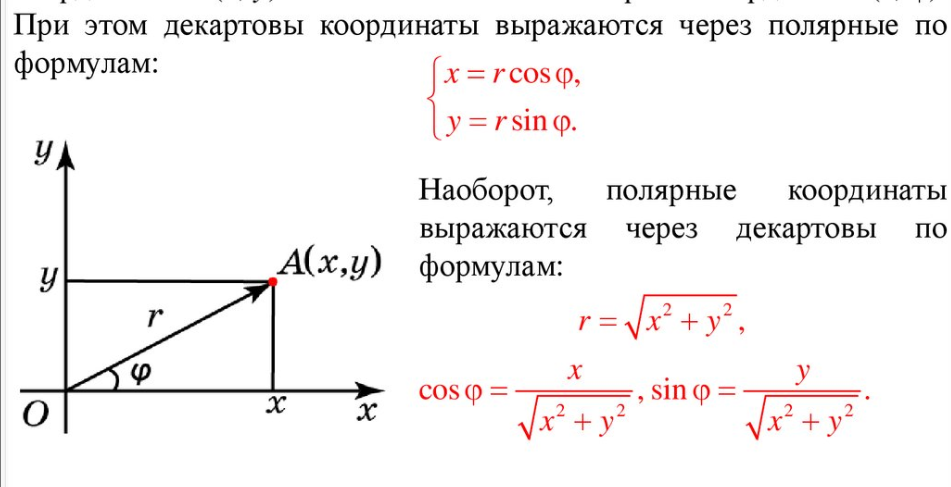 При этом декартовы координаты выражаются через полярные по
формулам:
x = r cos φ,
y = r sin φ.
Наоборот, полярные координаты
выражаются через декартовы по
формулам:
r = √(x² + y²),
cos φ = x / √(x² + y²), sin φ = y / √(x² + y²).
y
y
A(x,y)
r
φ
O
x
x